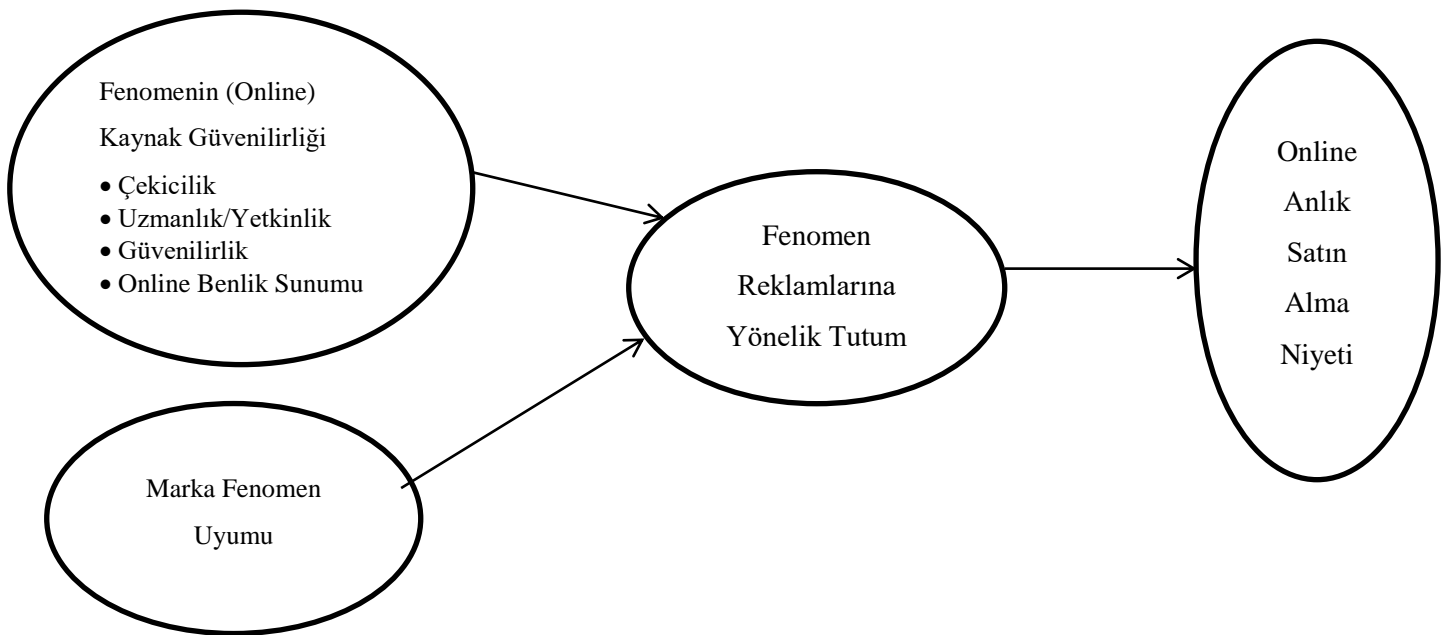 Fenomenin (Online)
Kaynak Güvenilirliği
• Çekicilik
• Uzmanlık/Yetkinlik
• Güvenilirlik
• Online Benlik Sunumu
Marka Fenomen
Uyumu
Fenomen
Reklamlarına
Yönelik Tutum
Online
Anlık
Satın
Alma
Niyeti